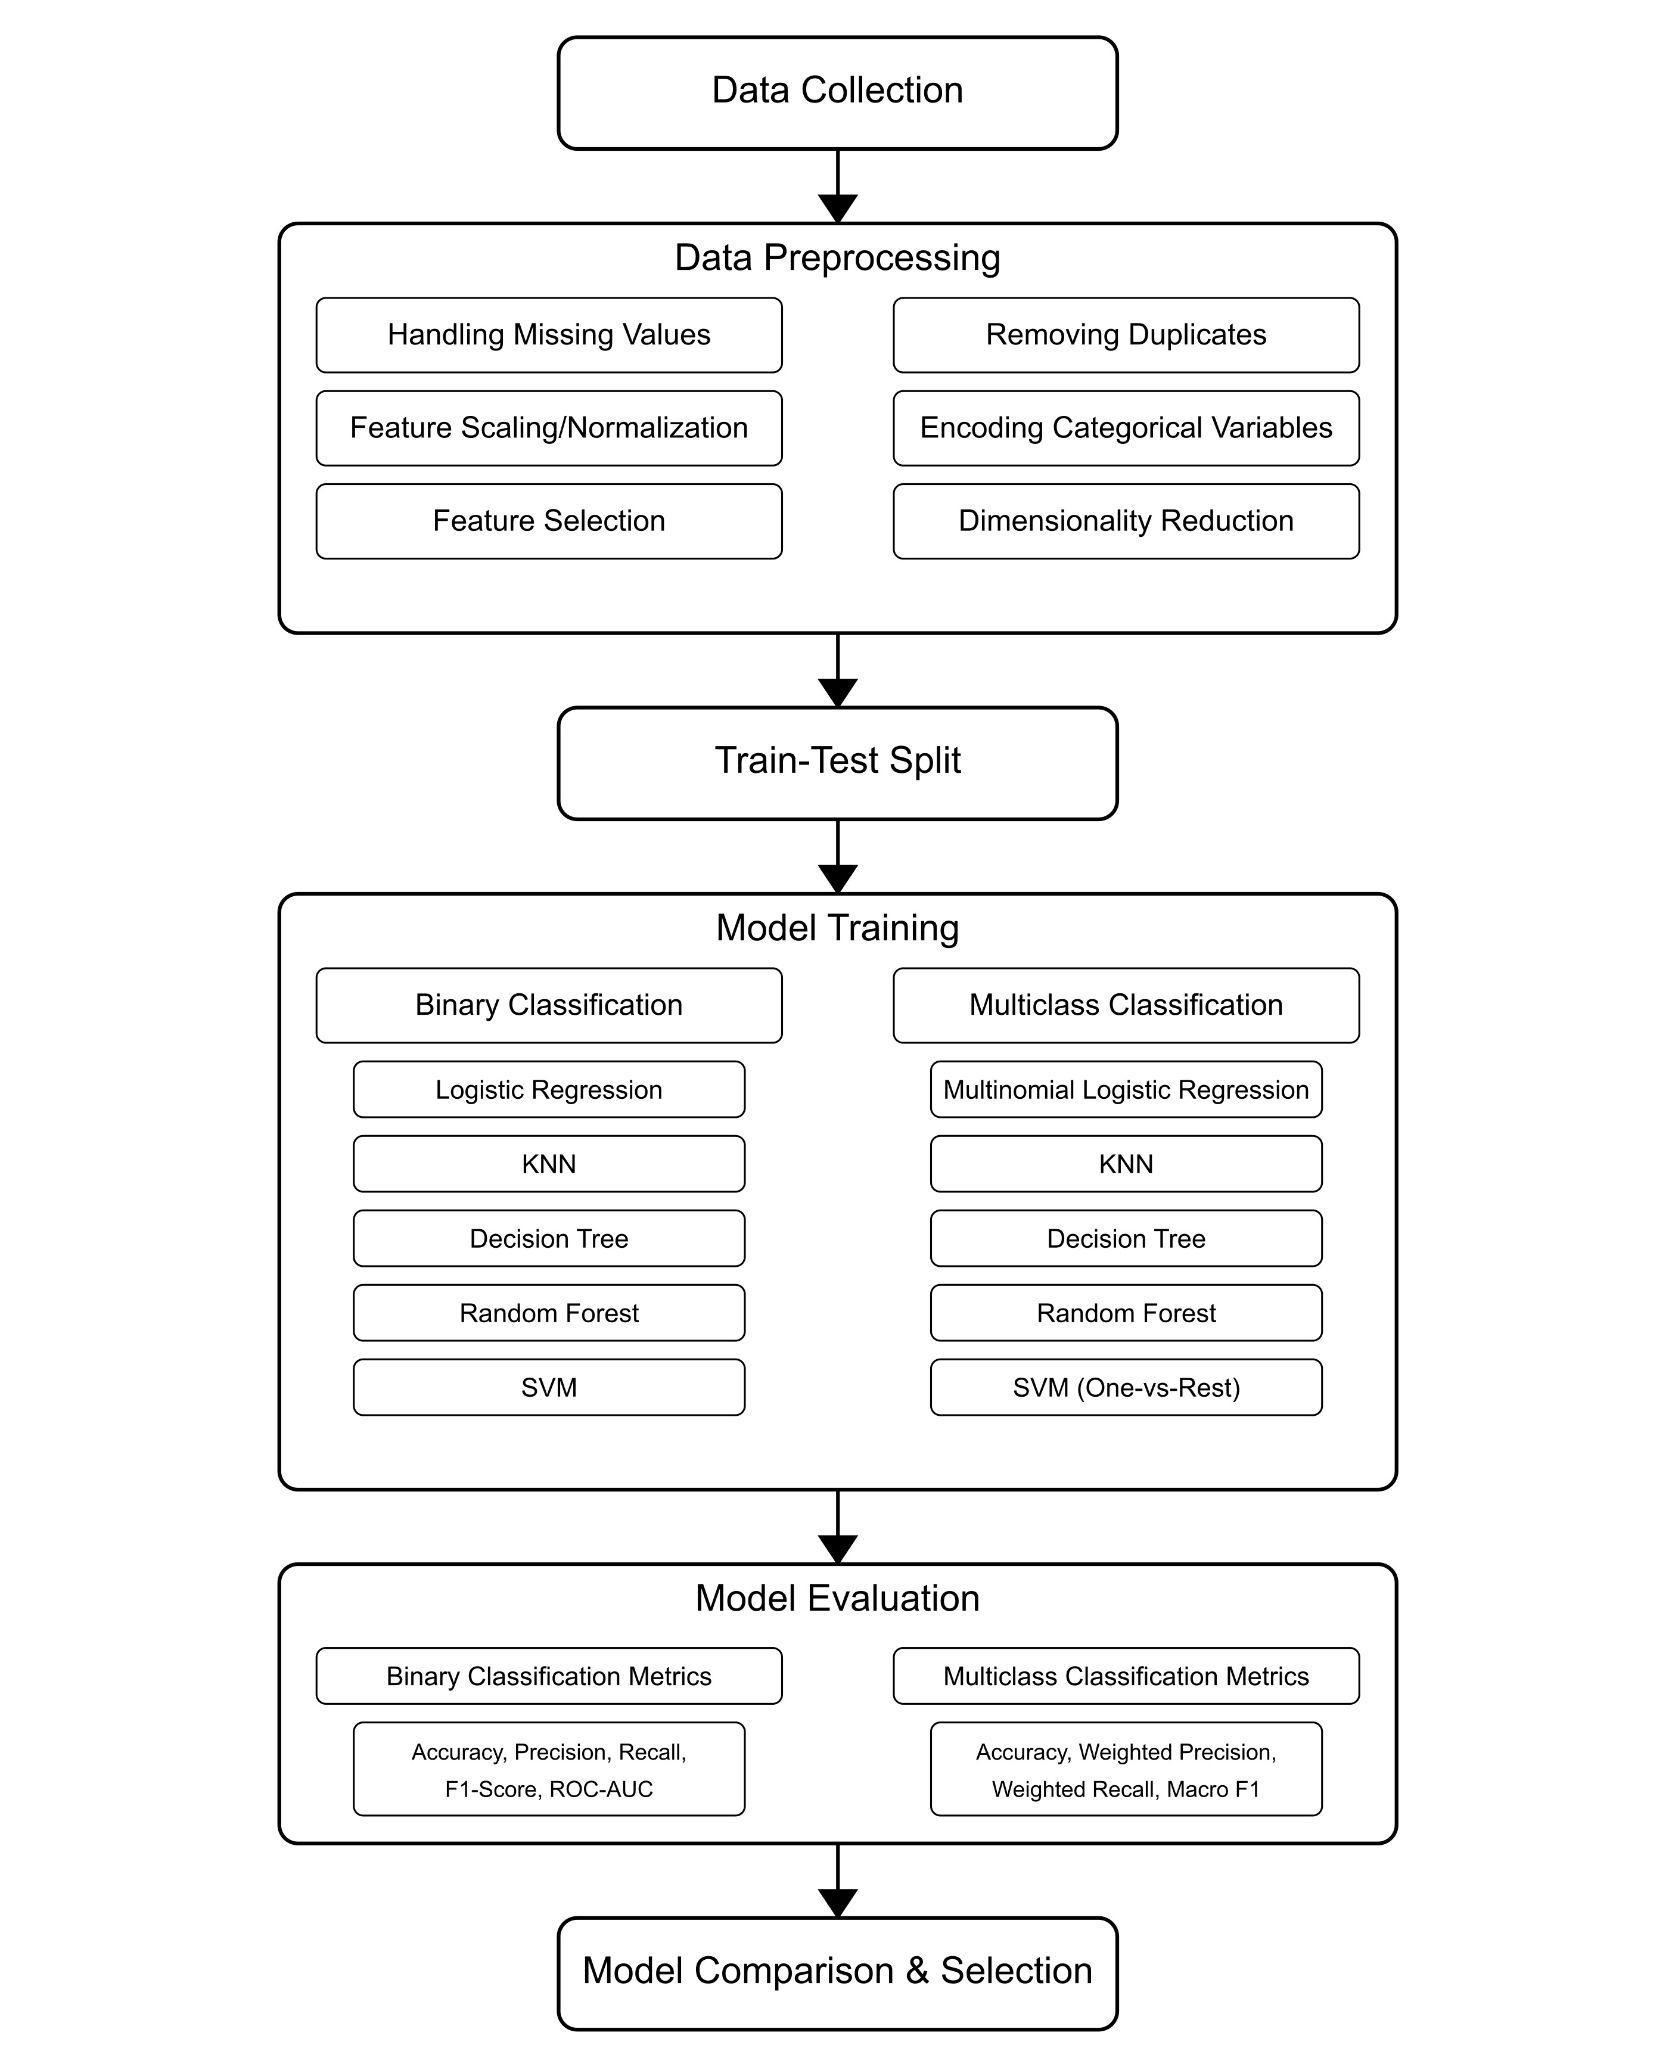 Data Collection
Data Preprocessing
Handling Missing Values
Removing Duplicates
Feature Scaling/Normalization
Encoding Categorical Variables
Feature Selection
Dimensionality Reduction
Train-Test Split
Model Training
Binary Classification
Multiclass Classification
Logistic Regression
Multinomial Logistic Regression
KNN
KNN
Decision Tree
Decision Tree
Random Forest
Random Forest
SVM
SVM (One-vs-Rest)
Model Evaluation
Binary Classification Metrics
Multiclass Classification Metrics
Accuracy, Precision, Recall,
F1-Score, ROC-AUC
Accuracy, Weighted Precision,
Weighted Recall, Macro F1
Model Comparison & Selection